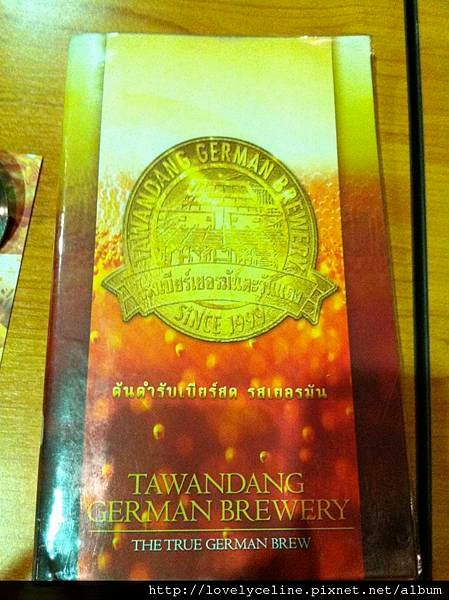 TAWANDANG GERMAN BREWERY
โรงเบียร์เยอรมันตะวันแดง
SINCE 1999
ต้นตำรับเบียร์สด รสเยอรมัน
TAWANDANG
GERMAN BREWERY
THE TRUE GERMAN BREW
http://lovelyceline.pixnet.net/album